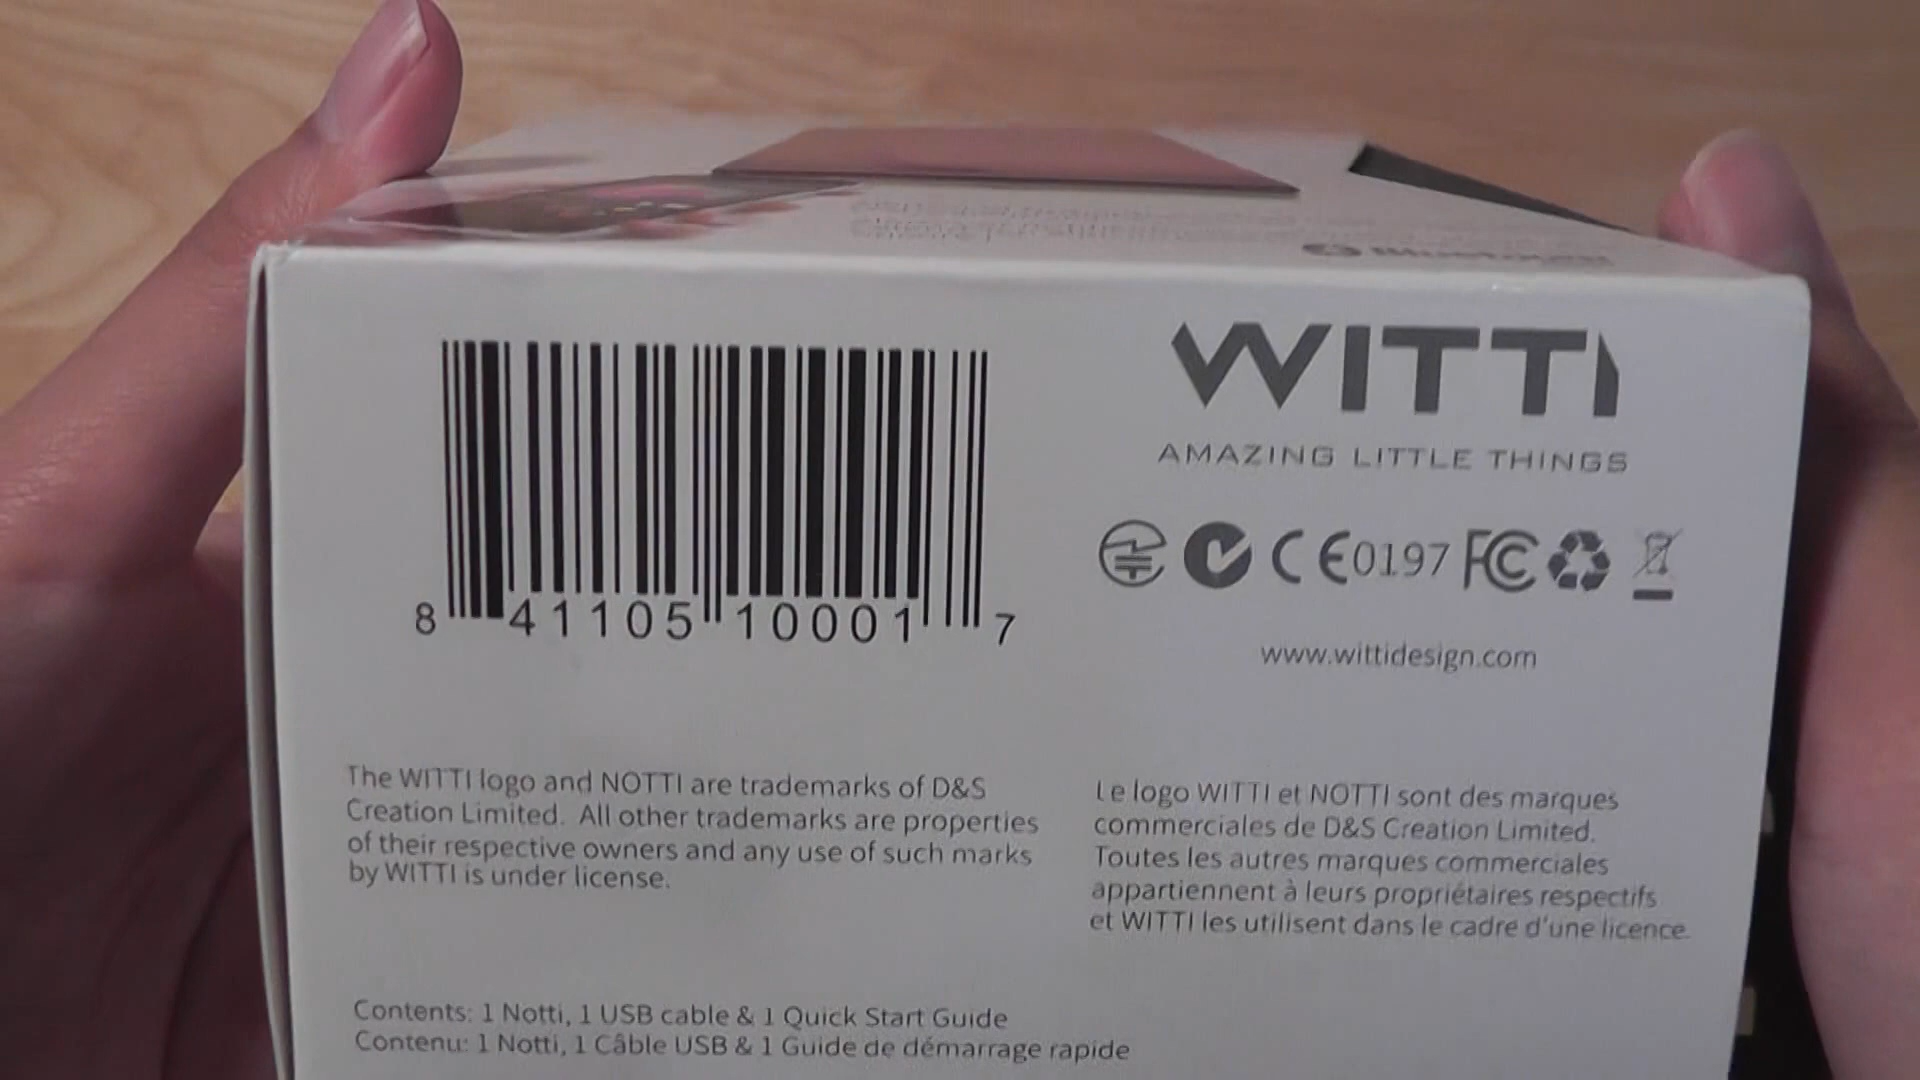 8 41105 10001 7
WITTI
AMAZING LITTLE THINGS
CE0197 FC
www.wittidesign.com
The WITTI logo and NOTTI are trademarks of D&S
Creation Limited. All other trademarks are properties
of their respective owners and any use of such marks
by WITTI is under license.
Le logo WITTI et NOTTI sont des marques
commerciales de D&S Creation Limited.
Toutes les autres marques commerciales
appartiennent à leurs propriétaires respectifs
et WITTI les utilisent dans le cadre d'une licence.
Contents: 1 Notti, 1 USB cable & 1 Quick Start Guide
Contenu: 1 Notti, 1 Câble USB & 1 Guide de démarrage rapide